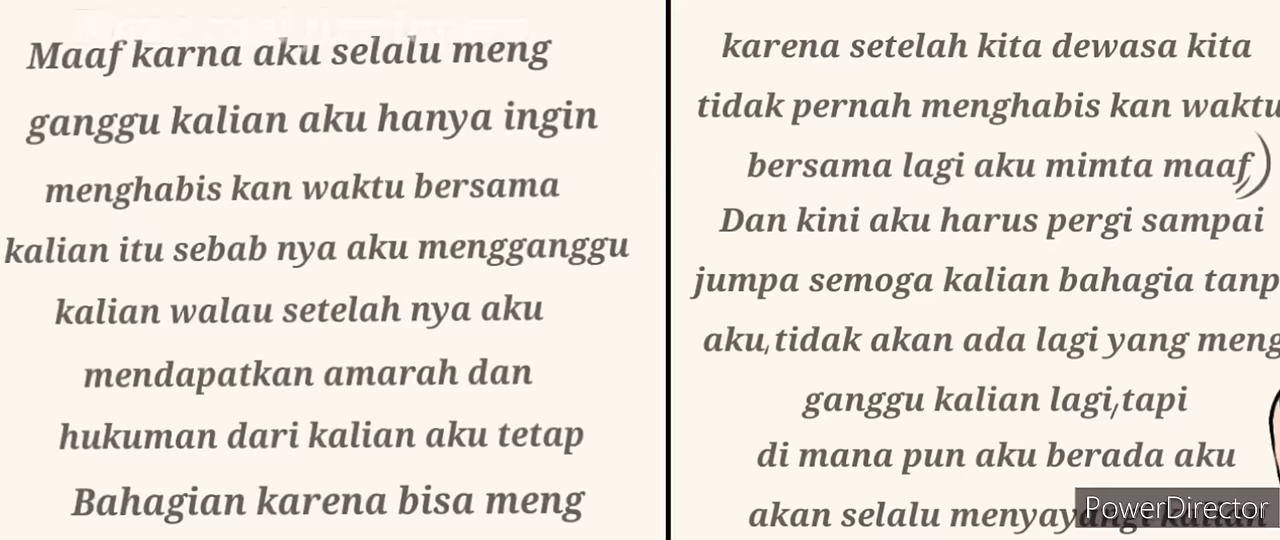 Maaf karna aku selalu meng
ganggu kalian aku hanya ingin
menghabis kan waktu bersama
kalian itu sebab nya aku mengganggu
kalian walau setelah nya aku
mendapatkan amarah dan
hukuman dari kalian aku tetap
Bahagian karena bisa meng
karena setelah kita dewasa kita
tidak pernah menghabis kan waktu
bersama lagi aku mimta maaf
Dan kini aku harus pergi sampai
jumpa semoga kalian bahagia tanp
aku,tidak akan ada lagi yang meng
ganggu kalian lagi,tapi
di mana pun aku berada aku
akan selalu menyayangi kalian
PowerDirector